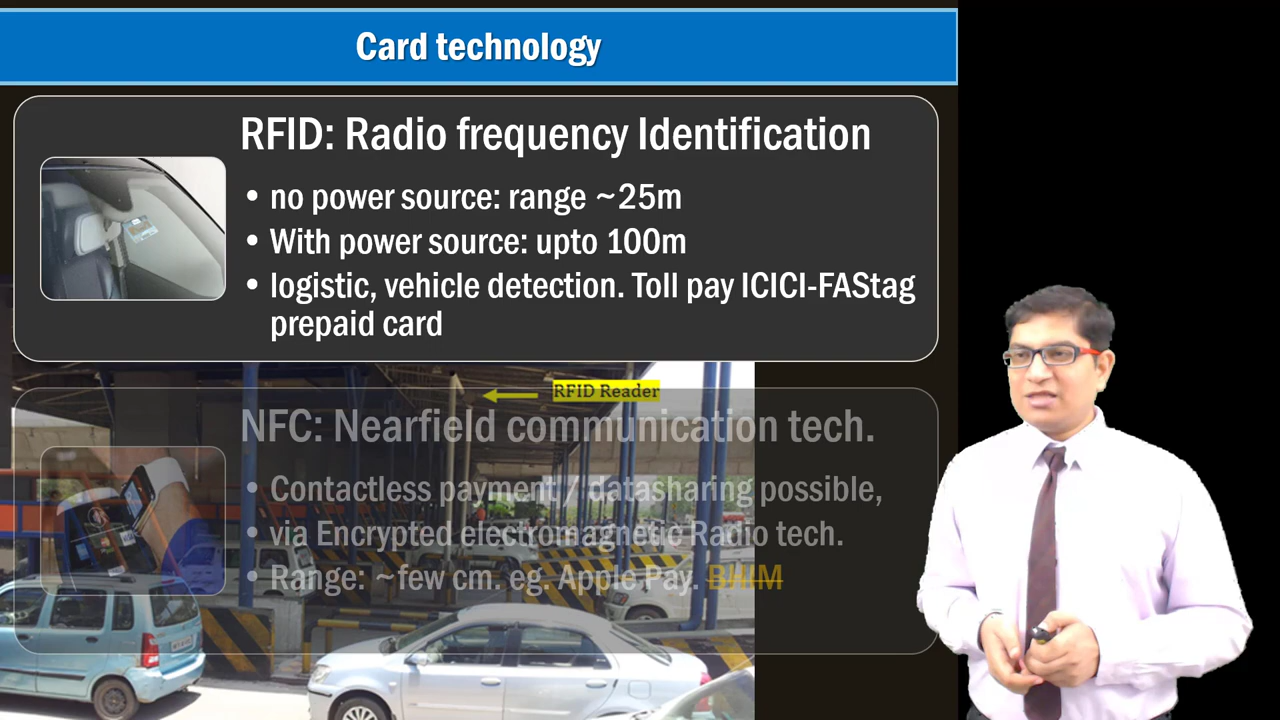 Card technology
RFID: Radio frequency Identification
• no power source: range ~25m
• With power source: upto 100m
• logistic, vehicle detection. Toll pay ICICI-FAStag
prepaid card
RFID Reader
NFC: Nearfield communication tech.
• Contactless payment / datasharing possible,
• via Encrypted electromagnetic Radio tech.
• Range: ~few cm. eg. Apple Pay. BHIM